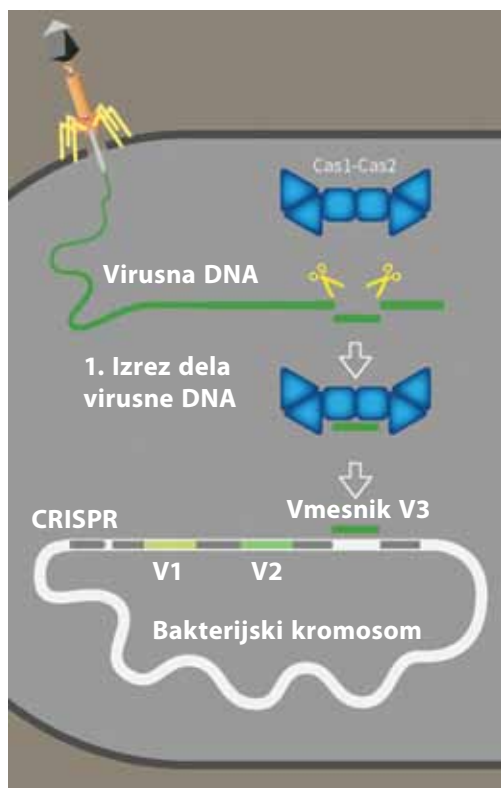 Cas1-Cas2
Virusna DNA
1. Izrez dela
virusne DNA
Vmesnik V3
CRISPR
V1
V2
Bakterijski kromosom